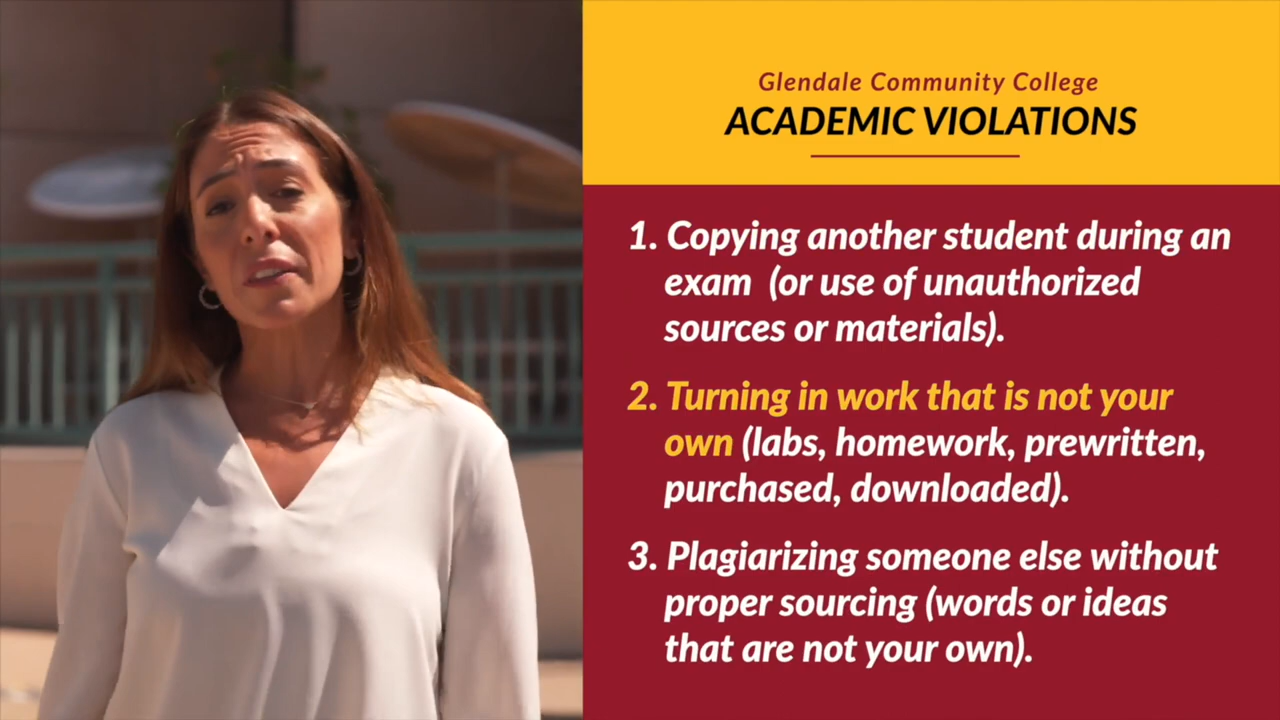 Glendale Community College
ACADEMIC VIOLATIONS
1. Copying another student during an
exam (or use of unauthorized
sources or materials).
2. Turning in work that is not your
own (labs, homework, prewritten,
purchased, downloaded).
3. Plagiarizing someone else without
proper sourcing (words or ideas
that are not your own).